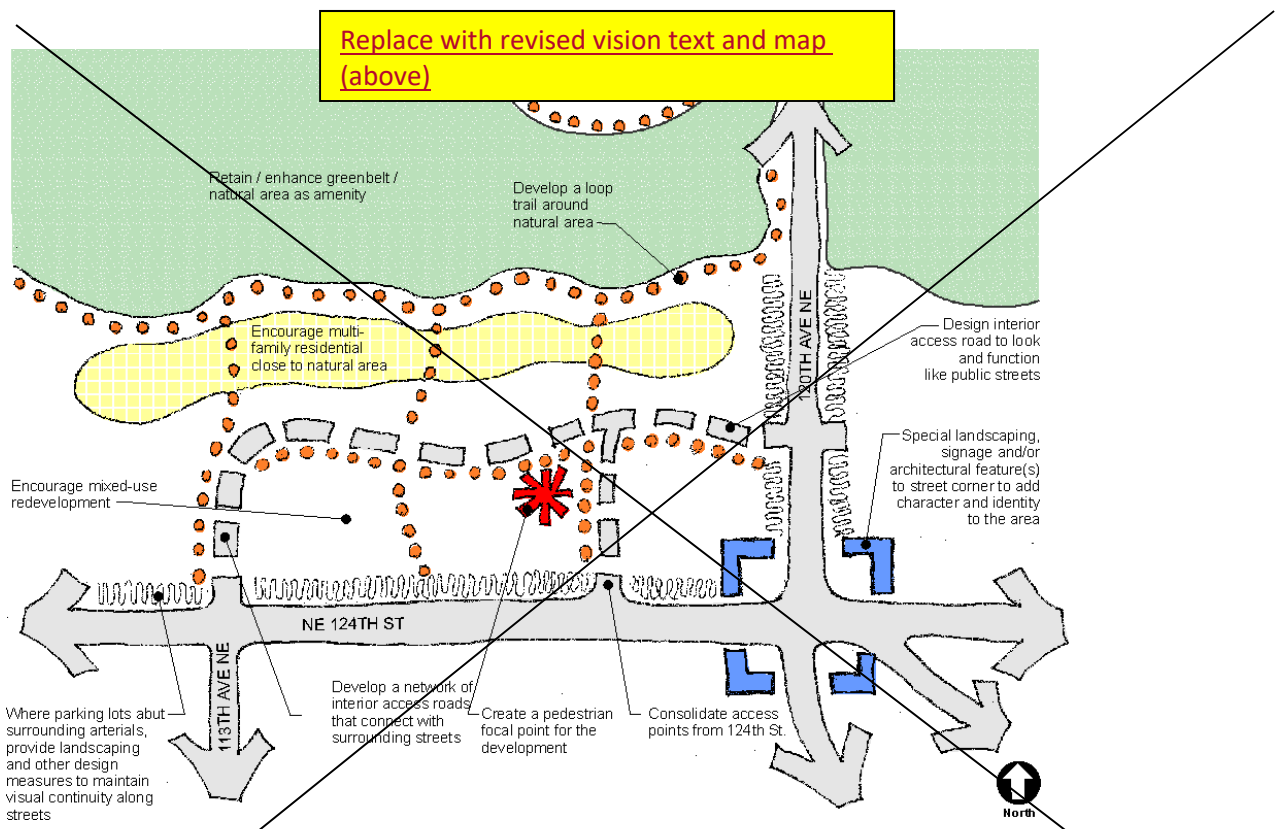 Replace with revised vision text and map
(above)
Retain / enhance greenbelt /
natural area as amenity
Develop a loop
trail around
natural area
Encourage multi-
family residential
close to natural area
120TH AVE NE
Design interior
access road to look
and function
like public streets
Special landscaping,
signage and/or
architectural feature(s)
to street corner to add
character and identity
to the area
Encourage mixed-use
redevelopment
NE 124TH ST
113TH AVE NE
Where parking lots abut
surrounding arterials,
provide landscaping
and other design
measures to maintain
visual continuity along
streets
Develop a network of
interior access roads
that connect with
surrounding streets
Create a pedestrian
focal point for the
development
Consolidate access
points from 124th St.
North